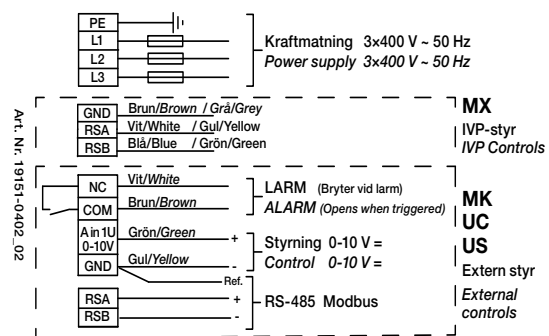 PE
L1
L2
L3
Kraftmatning 3×400 V ~ 50 Hz
Power supply 3×400 V ~ 50 Hz
GND Brun/Brown / Grå/Grey
RSA Vit/White / Gul/Yellow
RSB Blå/Blue / Grön/Green
MX
IVP-styr
IVP Controls
Art. Nr. 19151-0402_02
NC Vit/White
COM Brun/Brown
LARM (Bryter vid larm)
ALARM (Opens when triggered)
A in 1U
0-10V
Grön/Green +
GND Gul/Yellow -
Styrning 0-10 V =
Control 0-10 V =
Ref.
RSA +
RSB -
RS-485 Modbus
MK
UC
US
Extern styr
External
controls